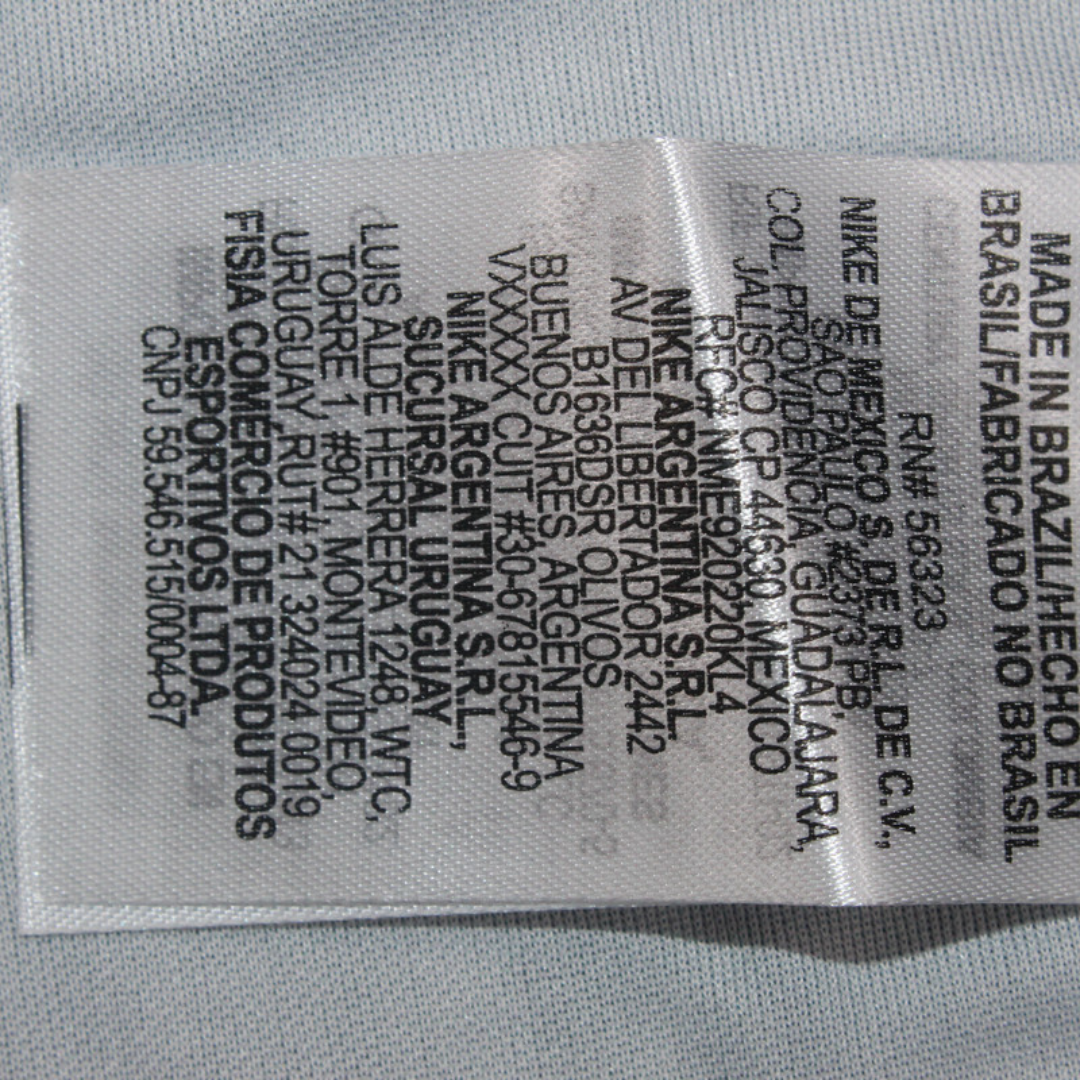 MADE IN BRAZIL/HECHO EN
BRASIL/FABRICADO NO BRASIL
RN# 56323
NIKE DE MEXICO S. DE R.L. DE C.V.,
SAO PAULO #2373 PB,
COL. PROVIDENCIA, GUADALAJARA,
JALISCO CP 44630 MEXICO
RFC# NME920220KL4
NIKE ARGENTINA S.R.L.
AV DEL LIBERTADOR 2442
B1636DSR OLIVOS
BUENOS AIRES, ARGENTINA
VXXXXX CUIT #30-67815546-9
NIKE ARGENTINA S.R.L.,
SUCURSAL URUGUAY
LUIS ALDE HERRERA 1248, WTC,
TORRE 1, #901, MONTEVIDEO,
URUGUAY, RUT# 21 324024 0019
FISIA COMÉRCIO DE PRODUTOS
ESPORTIVOS LTDA.
CNPJ 59.546.515/0004-87